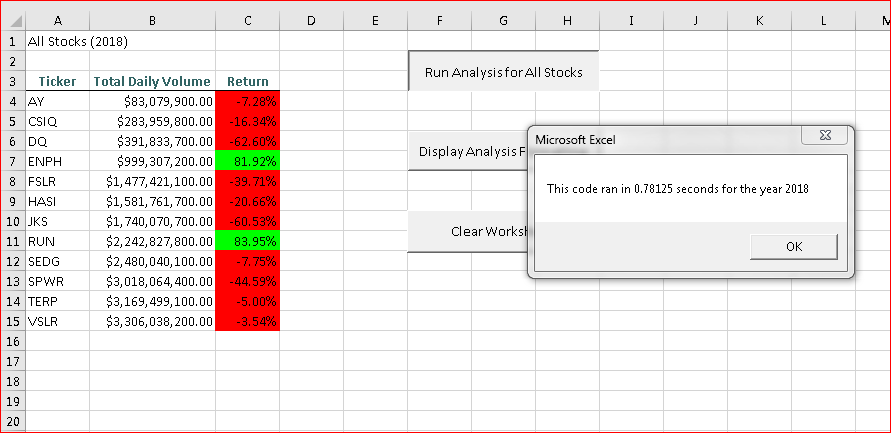 A B C D E F G H I J K L
1 All Stocks (2018)
2 Run Analysis for All Stocks
3 Ticker Total Daily Volume Return
4 AY $83,079,900.00 -7.28%
5 CSIQ $283,959,800.00 -16.34%
6 DQ $391,833,700.00 -62.60% Display Analysis
7 ENPH $999,307,200.00 81.92%
8 FSLR $1,477,421,100.00 -39.71%
9 HASI $1,581,761,700.00 -20.66%
10 JKS $1,740,070,700.00 -60.53% Clear
11 RUN $2,242,827,800.00 83.95%
12 SEDG $2,480,040,100.00 -7.75%
13 SPWR $3,018,064,400.00 -44.59%
14 TERP $3,169,499,100.00 -5.00%
15 VSLR $3,306,038,200.00 -3.54%
16
17
18
19
20
Microsoft Excel
This code ran in 0.78125 seconds for the year 2018
OK